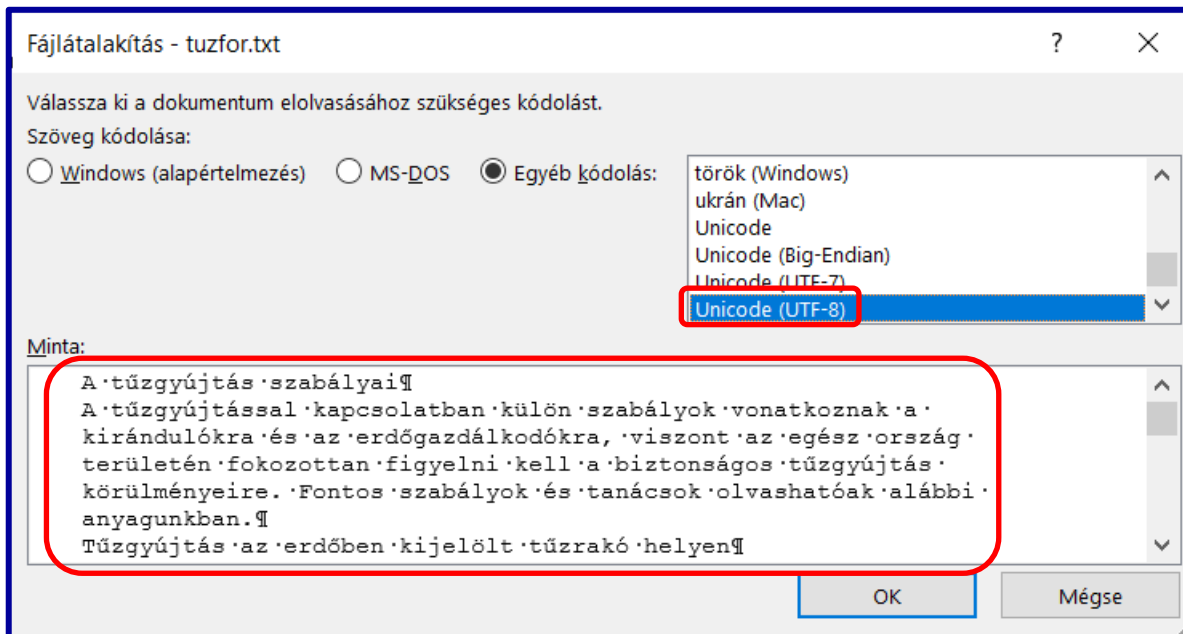 Fájlátalakítás - tuzfor.txt ?
Válassza ki a dokumentum elolvasásához szükséges kódolást.
Szöveg kódolása:
Windows (alapértelmezés) MS-DOS Egyéb kódolás:
török (Windows)
ukrán (Mac)
Unicode
Unicode (Big-Endian)
Unicode (UTF-7)
Unicode (UTF-8)
Minta:
A·tűzgyújtás·szabályai¶
A·tűzgyújtással·kapcsolatban·külön·szabályok·vonatkoznak·a·
kirándulókra·és·az·erdőgazdálkodókra,·viszont·az·egész·ország·
területén·fokozottan·figyelni·kell·a·biztonságos·tűzgyújtás·
körülményeire.·Fontos·szabályok·és·tanácsok·olvashatóak·alábbi·
anyagunkban.¶
Tűzgyújtás·az·erdőben·kijelölt·tűzrakó·helyen¶
OK Mégse